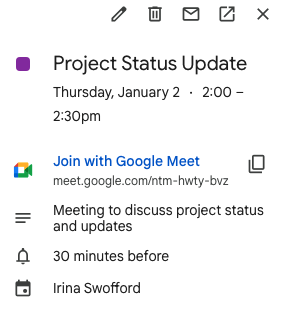 Project Status Update
Thursday, January 2 · 2:00 –
2:30pm
Join with Google Meet
meet.google.com/ntm-hwty-bvz
Meeting to discuss project status
and updates
30 minutes before
Irina Swofford